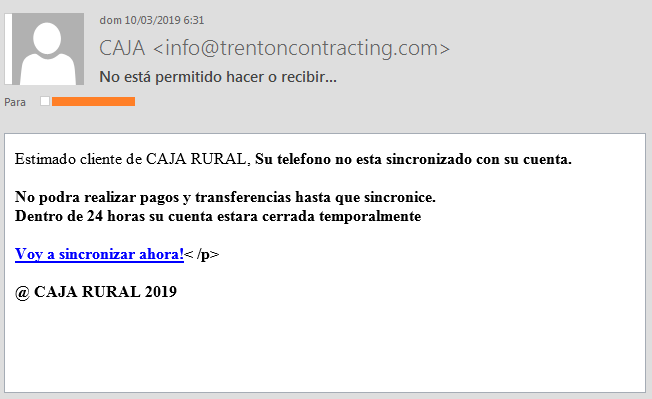 dom 10/03/2019 6:31
CAJA <info@trentoncontracting.com>
No está permitido hacer o recibir...
Para
Estimado cliente de CAJA RURAL, Su telefono no esta sincronizado con su cuenta.
No podra realizar pagos y transferencias hasta que sincronice.
Dentro de 24 horas su cuenta estara cerrada temporalmente
Voy a sincronizar ahora!< /p>
@ CAJA RURAL 2019